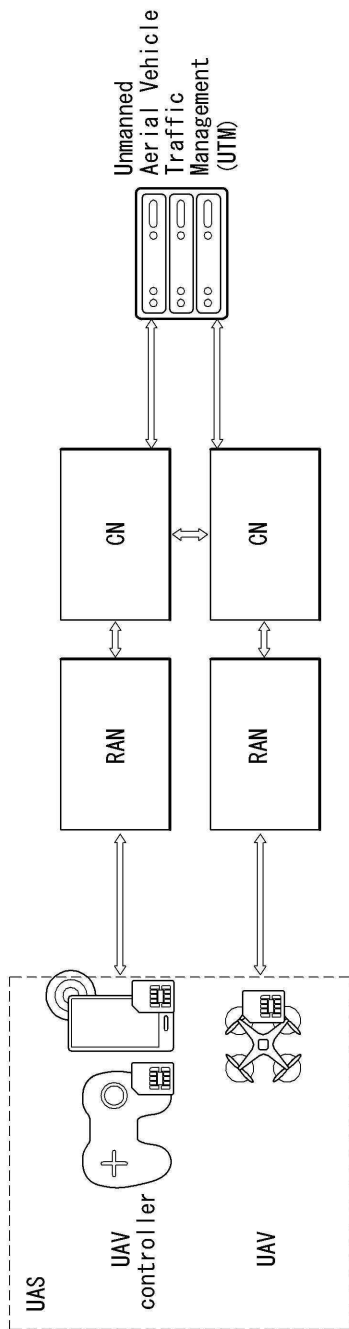 UAS
UAV
controller
UAV
RAN
RAN
CN
CN
Unmanned
Aerial Vehicle
Traffic
Management
(UTM)